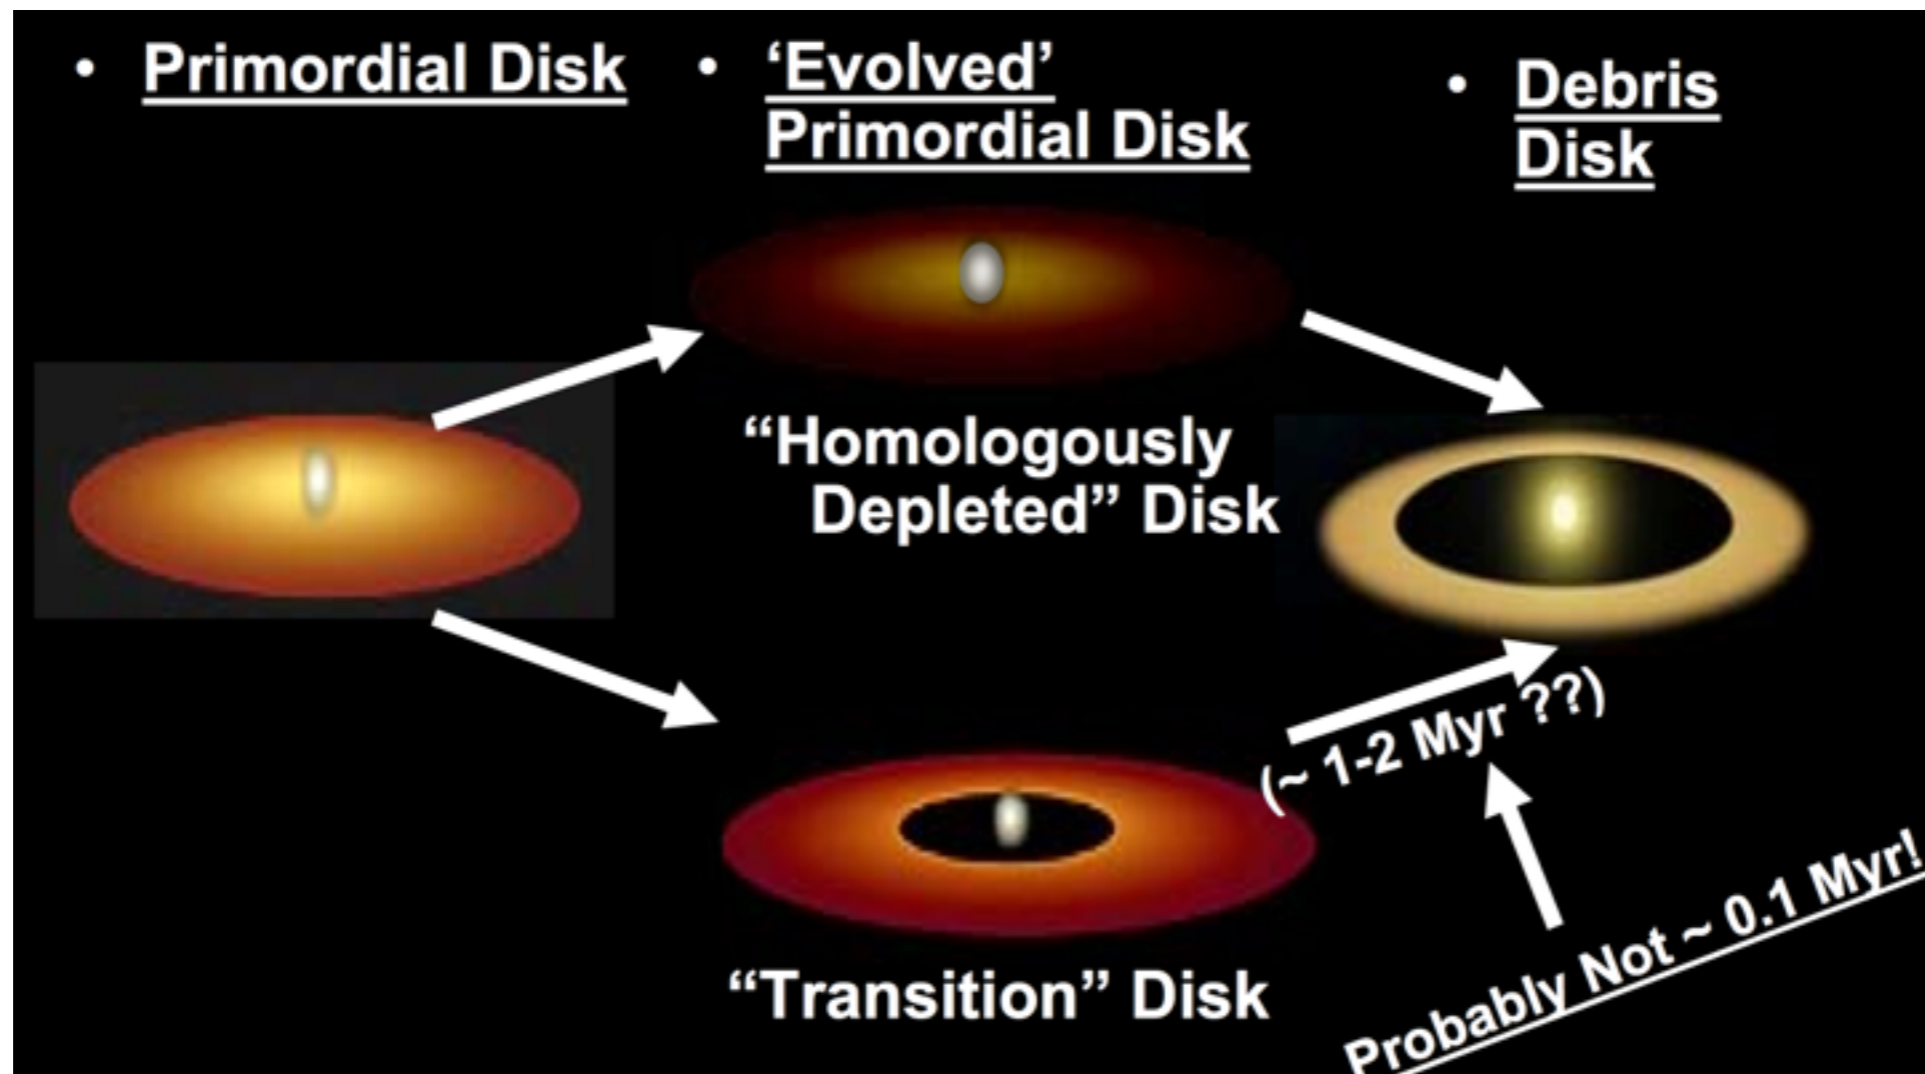 • Primordial Disk
• ‘Evolved’
Primordial Disk
• Debris
Disk
“Homologously
Depleted” Disk
(~ 1-2 Myr ??)
Probably Not ~ 0.1 Myr!
“Transition” Disk